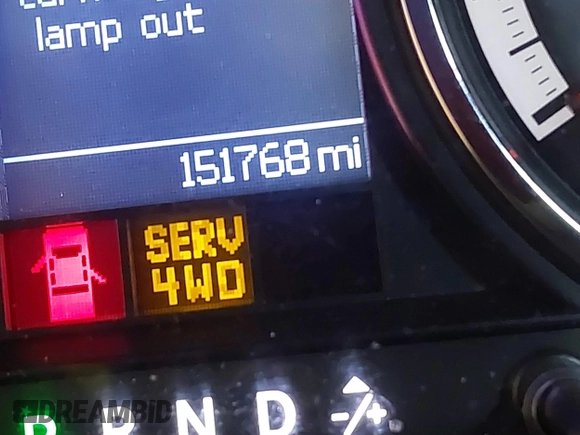 lamp out
151768 mi
SERV
4WD
P R N D -/+
DREAMBID